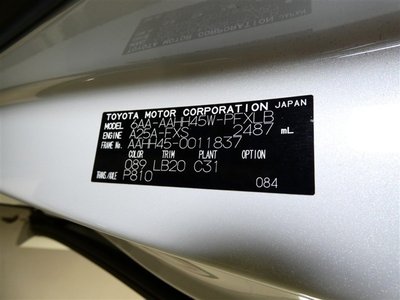 TOYOTA MOTOR CORPORATION JAPAN
MODEL 6AA-AAHH45W-PFXLB
ENGINE A25A-FXS 2487 mL
FRAME No. AAHH45-0011837
COLOR TRIM PLANT OPTION
089 LB20 C31
TRANS./AXLE P810
084